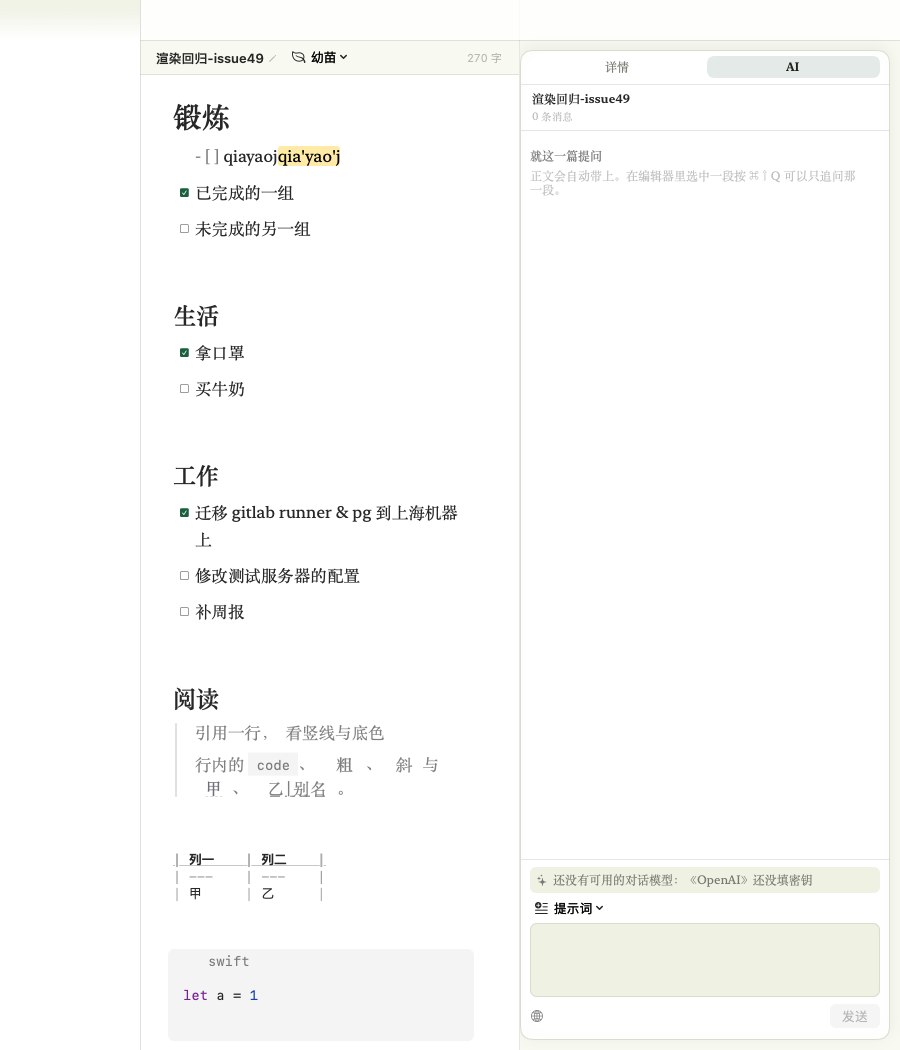 渲染回归-issue49
幼苗
270 字
锻炼
- [ ] qiayaojqia'yao'j
已完成的一组
未完成的另一组
生活
拿口罩
买牛奶
工作
迁移 gitlab runner & pg 到上海机器
上
修改测试服务器的配置
补周报
阅读
引用一行， 看竖线与底色
行内的 code 、 粗 、 斜 与
甲 、 乙|别名 。
| 列一 | 列二 |
| --- | --- |
| 甲 | 乙 |
swift
let a = 1
详情
AI
渲染回归-issue49
0 条消息
就这一篇提问
正文会自动带上。在编辑器里选中一段按 ⌘⇧Q 可以只追问那
一段。
还没有可用的对话模型：《OpenAI》还没填密钥
提示词
发送